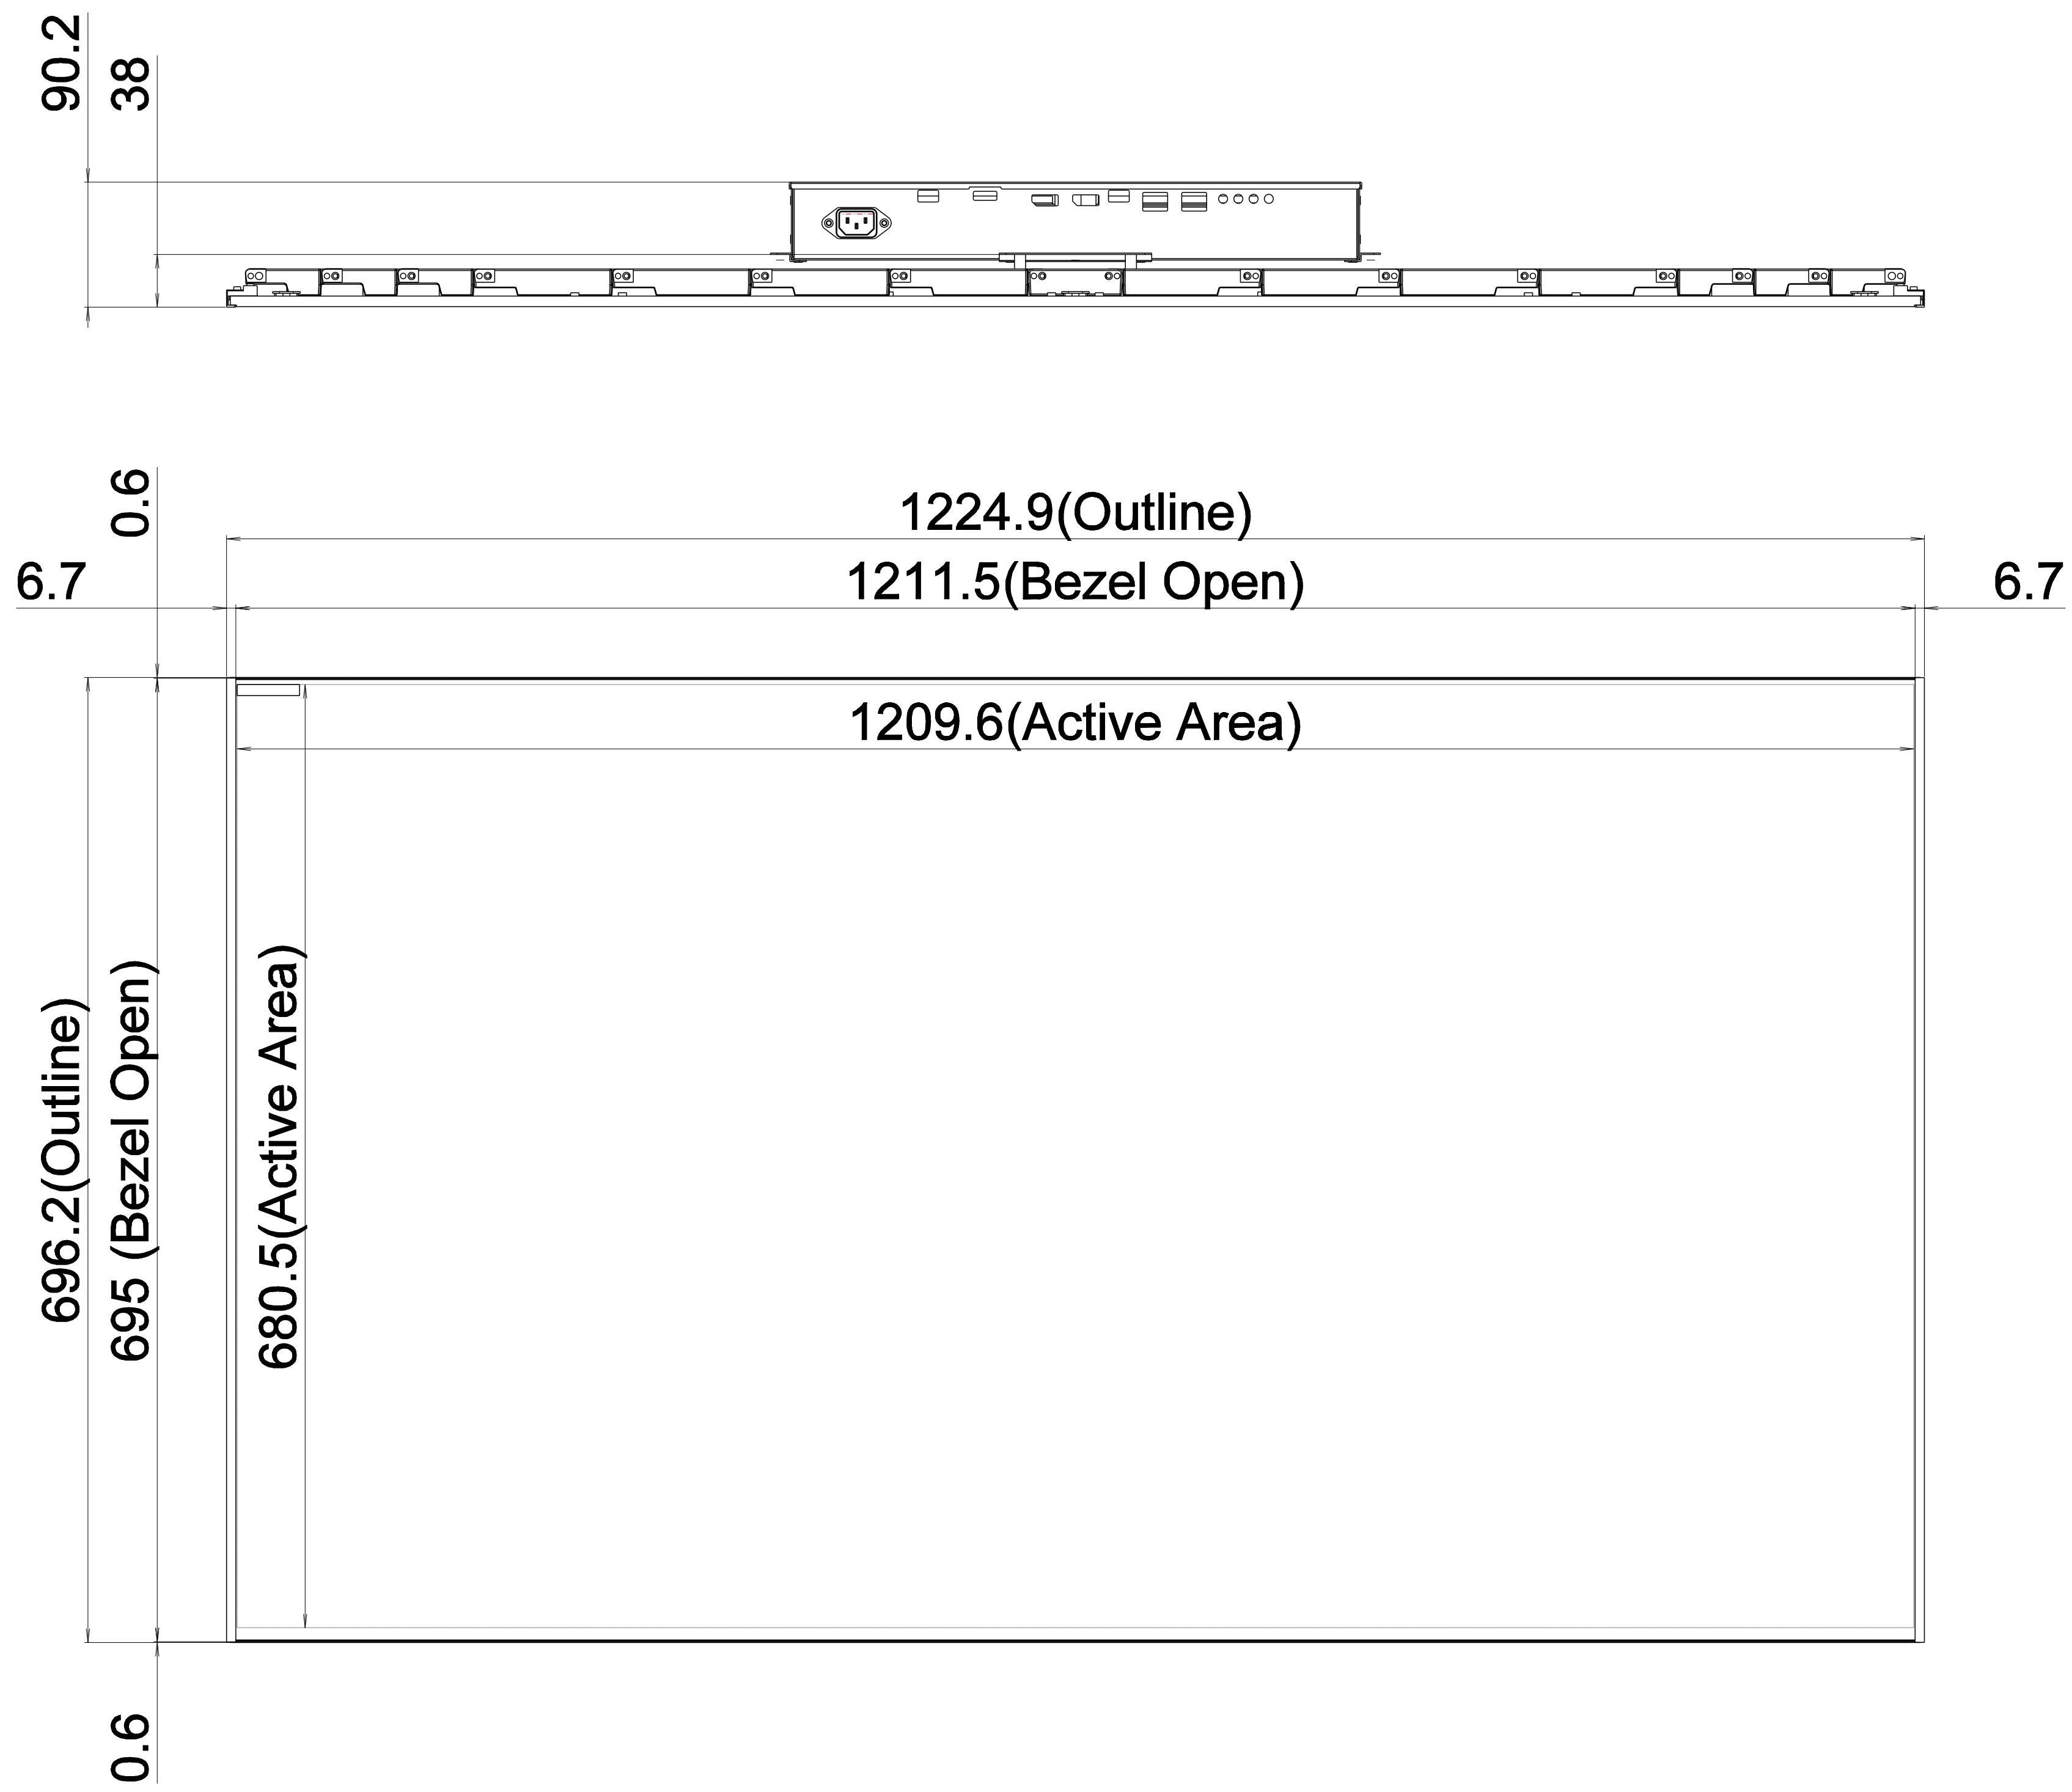 90.2
38
0.6
1224.9(Outline)
6.7
1211.5(Bezel Open)
6.7
1209.6(Active Area)
696.2(Outline)
695 (Bezel Open)
680.5(Active Area)
0.6